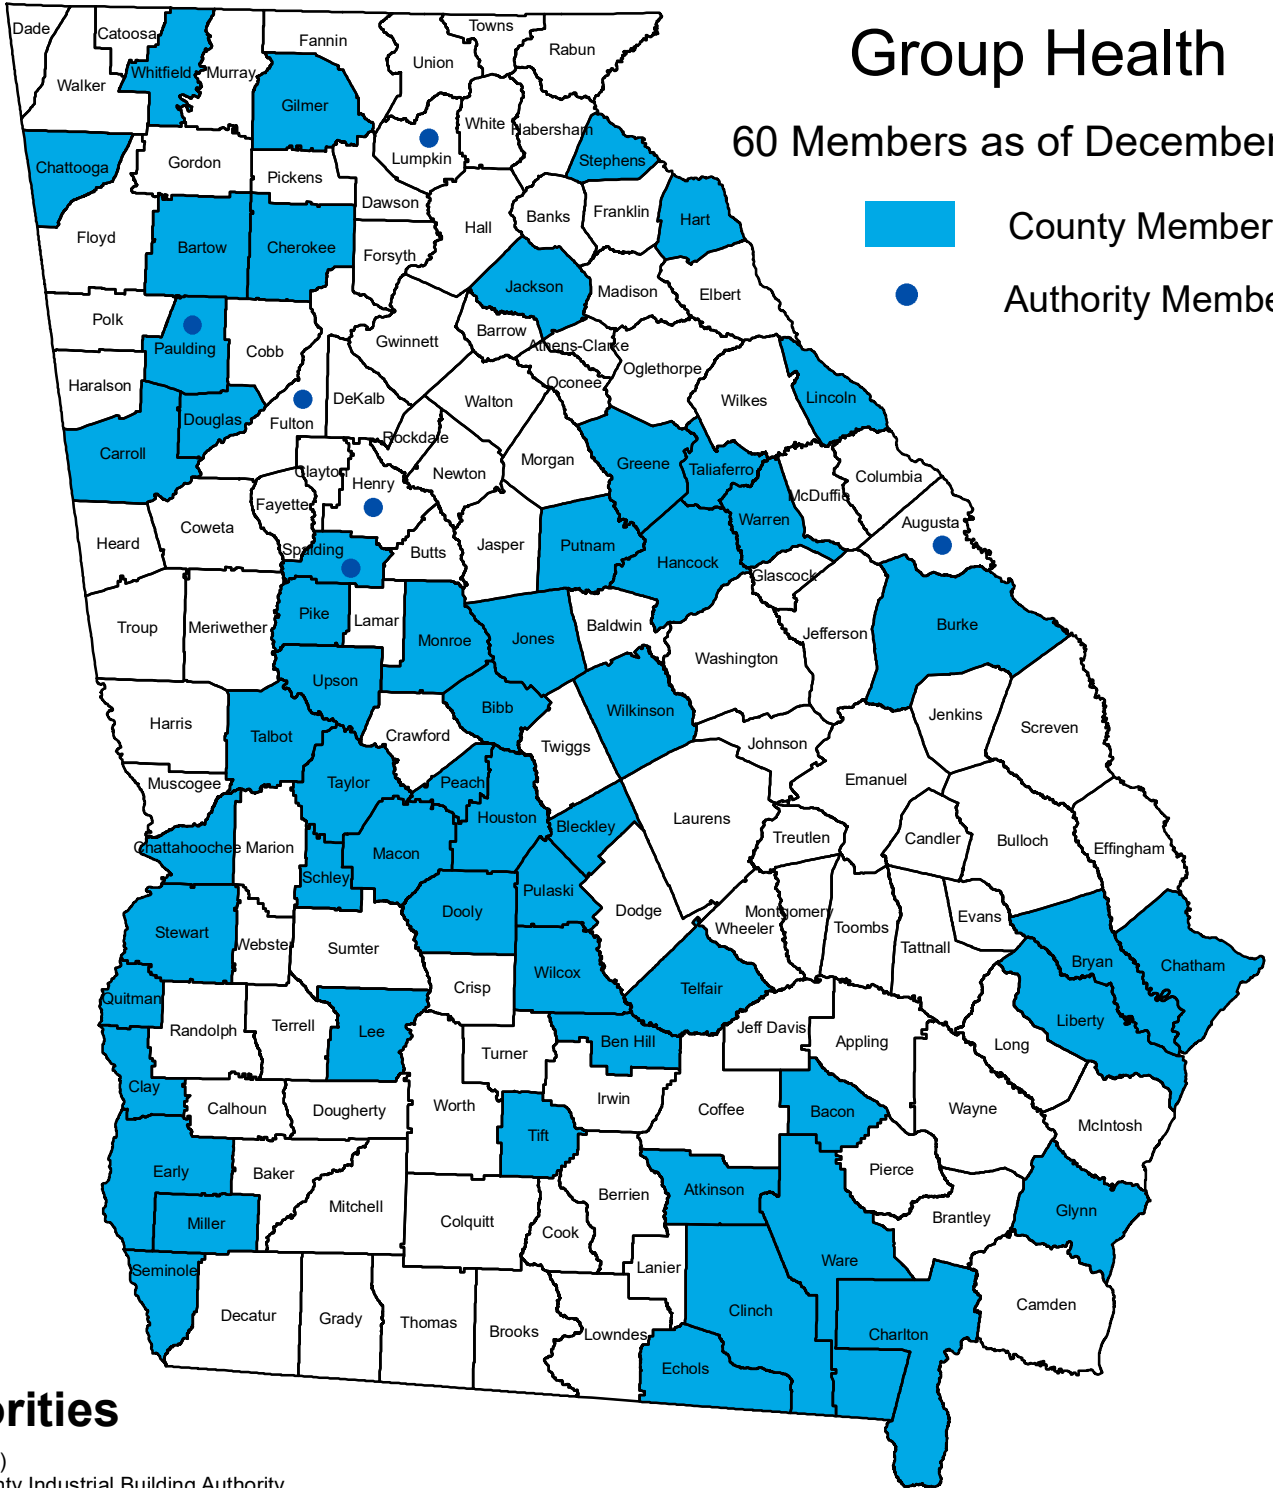 Group Health
60 Members as of December
County Member
Authority Membe
Dade
Catoosa
Walker
Whitfield
Murray
Fannin
Gilmer
Union
Towns
Rabun
White
Habersham
Lumpkin
Stephens
Chattooga
Gordon
Pickens
Dawson
Hall
Banks
Franklin
Hart
Floyd
Bartow
Cherokee
Forsyth
Jackson
Madison
Elbert
Polk
Paulding
Cobb
Gwinnett
Barrow
Athens-Clarke
Oconee
Oglethorpe
Wilkes
Lincoln
Haralson
Douglas
Fulton
DeKalb
Walton
Rockdale
Carroll
Clayton
Henry
Newton
Morgan
Greene
Taliaferro
McDuffie
Columbia
Fayette
Coweta
Heard
Spalding
Butts
Jasper
Putnam
Hancock
Warren
Augusta
Glascock
Troup
Meriwether
Pike
Lamar
Monroe
Jones
Baldwin
Washington
Jefferson
Burke
Upson
Bibb
Wilkinson
Harris
Talbot
Crawford
Twiggs
Johnson
Jenkins
Screven
Muscogee
Taylor
Peach
Houston
Bleckley
Laurens
Emanuel
Chattahoochee
Marion
Schley
Macon
Treutlen
Candler
Bulloch
Effingham
Stewart
Webster
Sumter
Dooly
Pulaski
Dodge
Wheeler
Montgomery
Toombs
Tattnall
Evans
Bryan
Chatham
Quitman
Randolph
Terrell
Lee
Crisp
Wilcox
Telfair
Liberty
Jeff Davis
Appling
Long
Clay
Calhoun
Dougherty
Worth
Turner
Ben Hill
Irwin
Coffee
Bacon
Wayne
McIntosh
Tift
Early
Baker
Mitchell
Miller
Colquitt
Cook
Berrien
Atkinson
Pierce
Brantley
Glynn
Ware
Seminole
Decatur
Grady
Thomas
Brooks
Lanier
Lowndes
Clinch
Echols
Charlton
Camden
orities
)
nty Industrial Building Authority